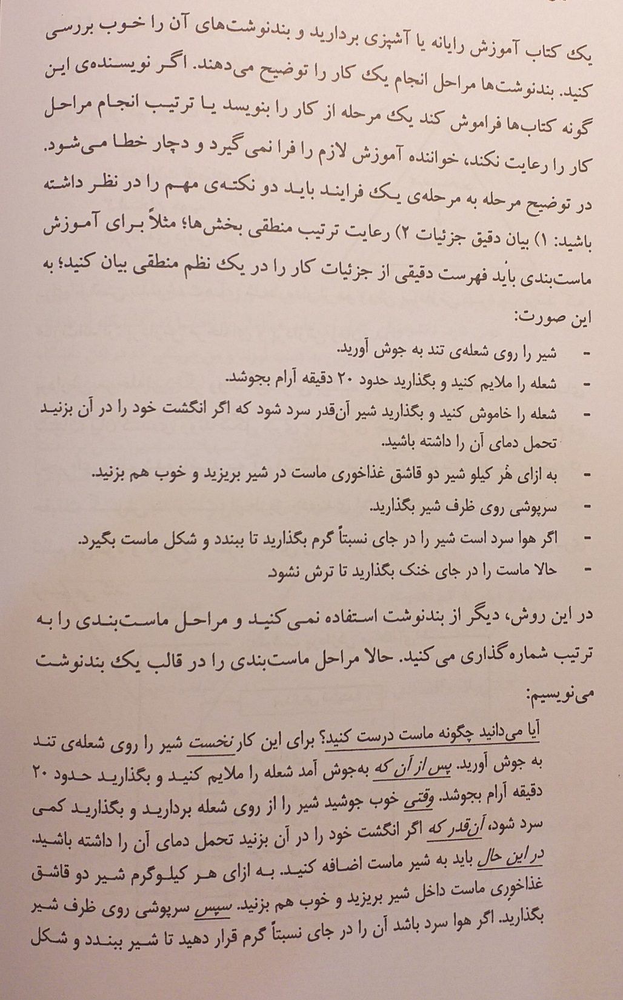 یک کتاب آموزش رایانه یا آشپزی بردارید و بندنوشت‌های آن را خوب بررسی
کنید. بندنوشت‌ها مراحل انجام یک کار را توضیح می‌دهند. اگر نویسنده‌ی این
گونه کتاب‌ها فراموش کند یک مرحله از کار را بنویسد یا ترتیب انجام مراحل
کار را رعایت نکند، خواننده آموزش لازم را فرا نمی‌گیرد و دچار خطا می‌شود.
در توضیح مرحله به مرحله‌ی یک فرایند باید دو نکته‌ی مهم را در نظر داشته
باشید: ۱) بیان دقیق جزئیات ۲) رعایت ترتیب منطقی بخش‌ها؛ مثلاً برای آموزش
ماست‌بندی باید فهرست دقیقی از جزئیات کار را در یک نظم منطقی بیان کنید؛ به
این صورت:
- شیر را روی شعله‌ی تند به جوش آورید.
- شعله را ملایم کنید و بگذارید حدود ۲۰ دقیقه آرام بجوشد.
- شعله را خاموش کنید و بگذارید شیر آن‌قدر سرد شود که اگر انگشت خود را در آن بزنید
تحمل دمای آن را داشته باشید.
- به ازای هر کیلو شیر دو قاشق غذاخوری ماست در شیر بریزید و خوب هم بزنید.
- سرپوشی روی ظرف شیر بگذارید.
- اگر هوا سرد است شیر را در جای نسبتاً گرم بگذارید تا ببندد و شکل ماست بگیرد.
- حالا ماست را در جای خنک بگذارید تا ترش نشود.
در این روش، دیگر از بندنوشت استفاده نمی‌کنید و مراحل ماست‌بندی را به
ترتیب شماره‌گذاری می‌کنید. حالا مراحل ماست‌بندی را در قالب یک بندنوشت
می‌نویسیم:
آیا می‌دانید چگونه ماست درست کنید؟ برای این کار نخست شیر را روی شعله‌ی تند
به جوش آورید. پس از آن که به‌جوش آمد شعله را ملایم کنید و بگذارید حدود ۲۰
دقیقه آرام بجوشد. وقتی خوب جوشید شیر را از روی شعله بردارید و بگذارید کمی
سرد شود، آن‌قدر که اگر انگشت خود را در آن بزنید تحمل دمای آن را داشته باشید.
در این حال باید به شیر ماست اضافه کنید. به ازای هر کیلوگرم شیر دو قاشق
غذاخوری ماست داخل شیر بریزید و خوب هم بزنید. سپس سرپوشی روی ظرف شیر
بگذارید. اگر هوا سرد باشد آن را در جای نسبتاً گرم قرار دهید تا شیر ببندد و شکل